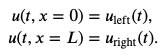 u(t, x = 0) = u_left(t),
u(t, x = L) = u_right(t).